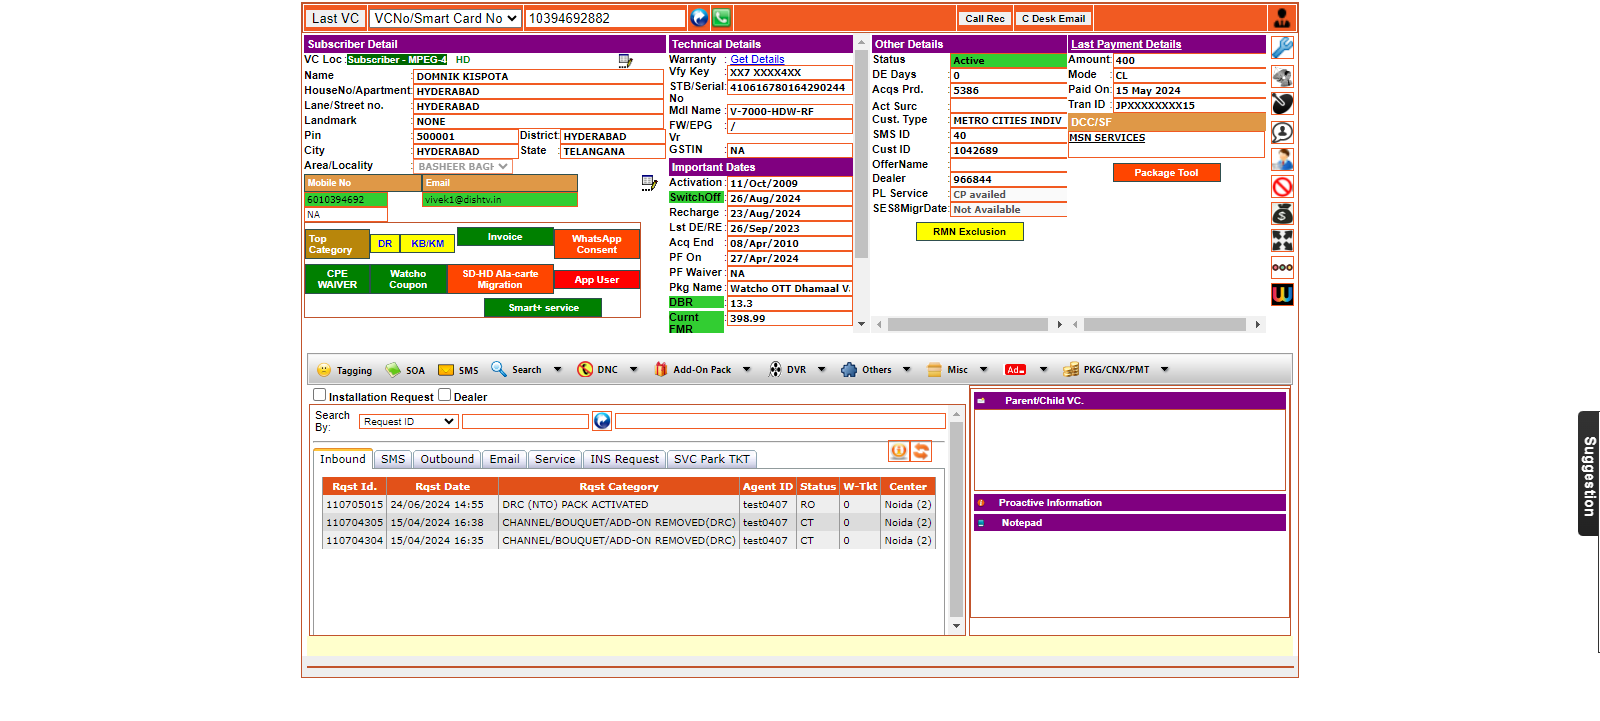 Last VC VCNo/Smart Card No 10394692882 Call Rec C Desk Email
Subscriber Detail
VC Loc :Subscriber - MPEG-4 HD
Name : DOMNIK KISPOTA
HouseNo/Apartment: HYDERABAD
Lane/Street no. : HYDERABAD
Landmark : NONE
Pin : 500001 District: HYDERABAD
City : HYDERABAD State : TELANGANA
Area/Locality : BASHEER BAGH
Mobile No Email
6010394692 vivek1@dishtv.in
NA
Top Category DR KB/KM Invoice WhatsApp Consent
CPE WAIVER Watcho Coupon SD-HD Ala-carte Migration App User
Smart+ service
Technical Details
Warranty : Get Details
Vfy Key : XX7 XXXX4XX
STB/Serial No : 410616780164290244
Mdl Name : V-7000-HDW-RF
FW/EPG Vr : /
GSTIN : NA
Important Dates
Activation : 11/Oct/2009
SwitchOff : 26/Aug/2024
Recharge : 23/Aug/2024
Lst DE/RE : 26/Sep/2023
Acq End : 08/Apr/2010
PF On : 27/Apr/2024
PF Waiver : NA
Pkg Name : Watcho OTT Dhamaal V
DBR : 13.3
Curnt FMR : 398.99
Other Details
Status : Active
DE Days : 0
Acqs Prd. : 5386
Act Surc :
Cust. Type : METRO CITIES INDIV
SMS ID : 40
Cust ID : 1042689
OfferName :
Dealer : 966844
PL Service : CP availed
SES8MigrDate: Not Available
RMN Exclusion
Last Payment Details
Amount: 400
Mode : CL
Paid On: 15 May 2024
Tran ID : JPXXXXXXXX15
DCC/SF
MSN SERVICES
Package Tool
Tagging SOA SMS Search DNC Add-On Pack DVR Others Misc Ad PKG/CNX/PMT
Installation Request Dealer
Search By: Request ID
Inbound SMS Outbound Email Service INS Request SVC Park TKT
Rqst Id. Rqst Date Rqst Category Agent ID Status W-Tkt Center
110705015 24/06/2024 14:55 DRC (NTO) PACK ACTIVATED test0407 RO 0 Noida (2)
110704305 15/04/2024 16:38 CHANNEL/BOUQUET/ADD-ON REMOVED(DRC) test0407 CT 0 Noida (2)
110704304 15/04/2024 16:35 CHANNEL/BOUQUET/ADD-ON REMOVED(DRC) test0407 CT 0 Noida (2)
Parent/Child VC.
Proactive Information
Notepad
Suggestion